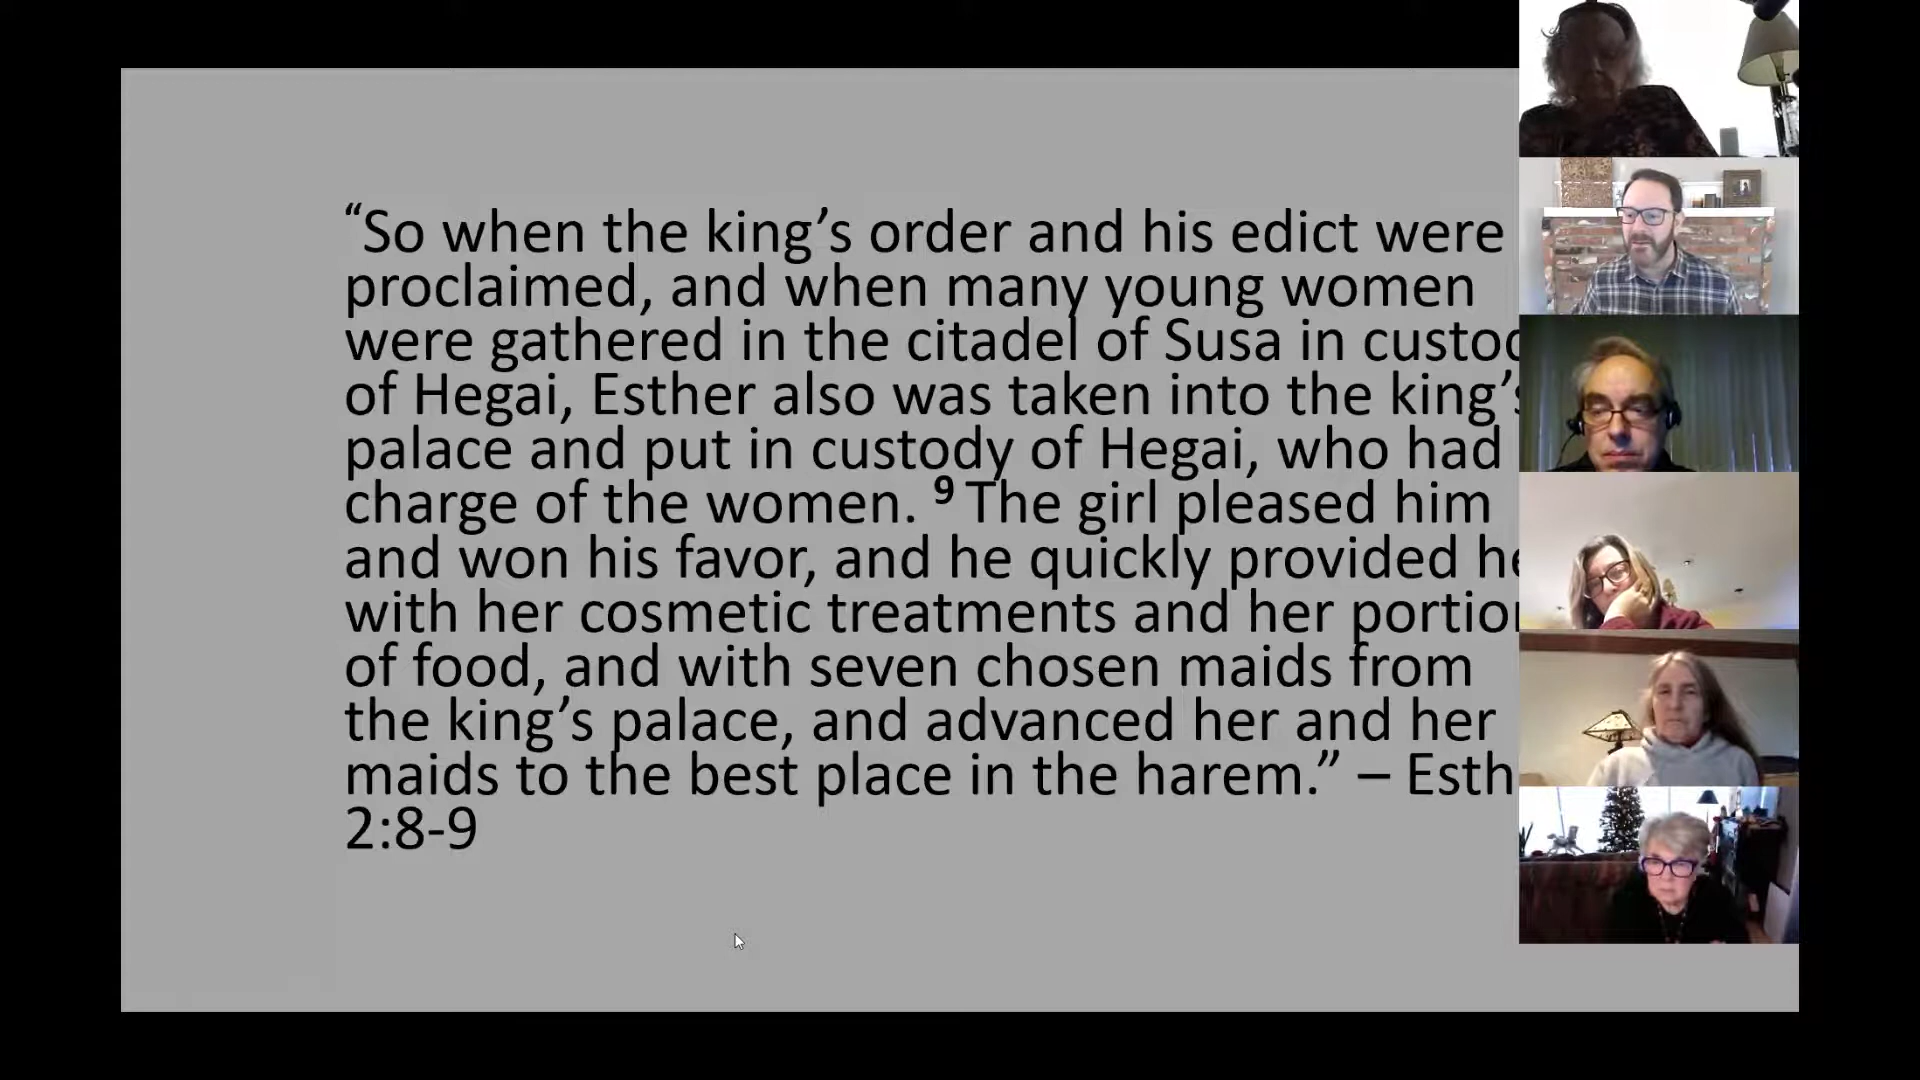 “So when the king’s order and his edict were
proclaimed, and when many young women
were gathered in the citadel of Susa in custod
of Hegai, Esther also was taken into the king’s
palace and put in custody of Hegai, who had
charge of the women. 9 The girl pleased him
and won his favor, and he quickly provided he
with her cosmetic treatments and her portion
of food, and with seven chosen maids from
the king’s palace, and advanced her and her
maids to the best place in the harem.” – Esth
2:8-9